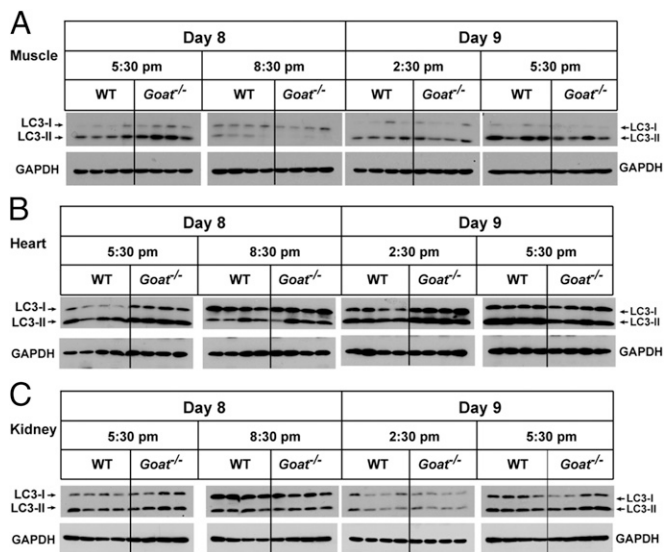 A
Muscle
Day 8 Day 9
5:30 pm 8:30 pm 2:30 pm 5:30 pm
WT Goat-/- WT Goat-/- WT Goat-/- WT Goat-/-
LC3-I
LC3-II
LC3-I
LC3-II
GAPDH GAPDH
B
Heart
Day 8 Day 9
5:30 pm 8:30 pm 2:30 pm 5:30 pm
WT Goat-/- WT Goat-/- WT Goat-/- WT Goat-/-
LC3-I
LC3-II
LC3-I
LC3-II
GAPDH GAPDH
C
Kidney
Day 8 Day 9
5:30 pm 8:30 pm 2:30 pm 5:30 pm
WT Goat-/- WT Goat-/- WT Goat-/- WT Goat-/-
LC3-I
LC3-II
LC3-I
LC3-II
GAPDH GAPDH